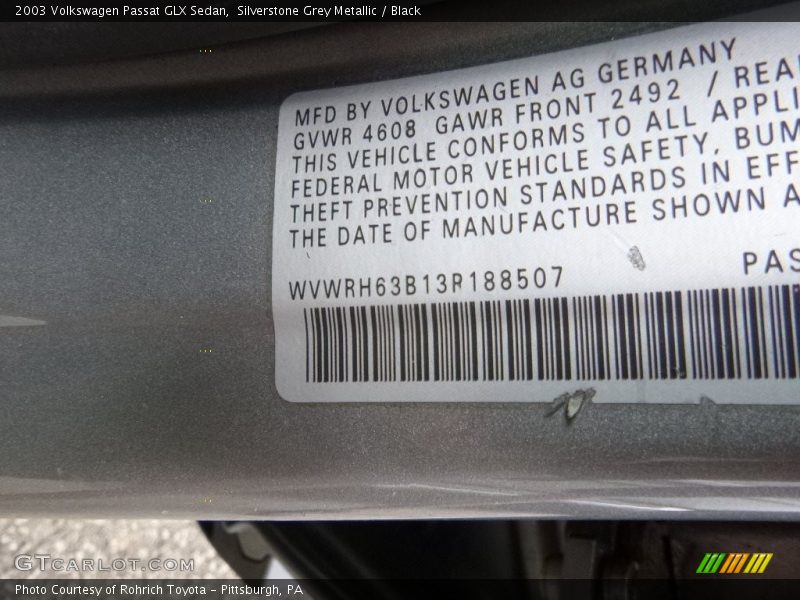 2003 Volkswagen Passat GLX Sedan, Silverstone Grey Metallic / Black
MFD BY VOLKSWAGEN AG GERMANY
GVWR 4608 GAWR FRONT 2492 / REA
THIS VEHICLE CONFORMS TO ALL APPLI
FEDERAL MOTOR VEHICLE SAFETY, BUM
THEFT PREVENTION STANDARDS IN EFF
THE DATE OF MANUFACTURE SHOWN A
PAS
WVWRH63B13P188507
GTCARLOT.COM
Photo Courtesy of Rohrich Toyota - Pittsburgh, PA